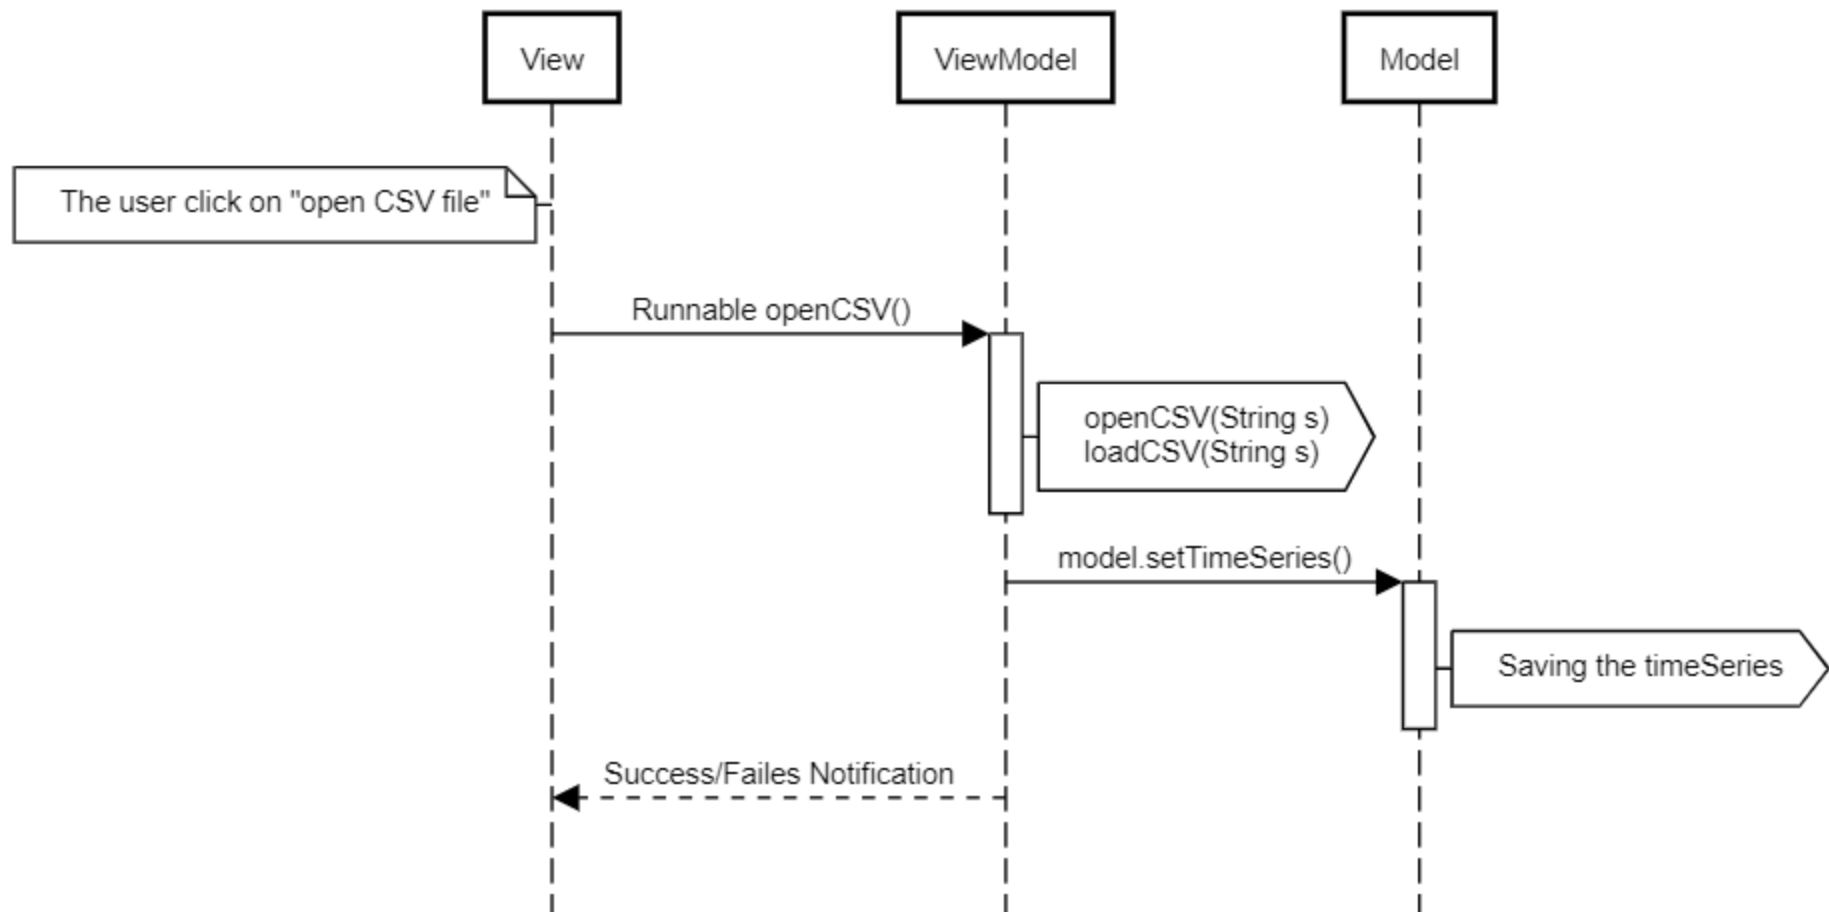 View
ViewModel
Model
The user click on "open CSV file"
Runnable openCSV()
openCSV(String s)
loadCSV(String s)
model.setTimeSeries()
Saving the timeSeries
Success/Failes Notification